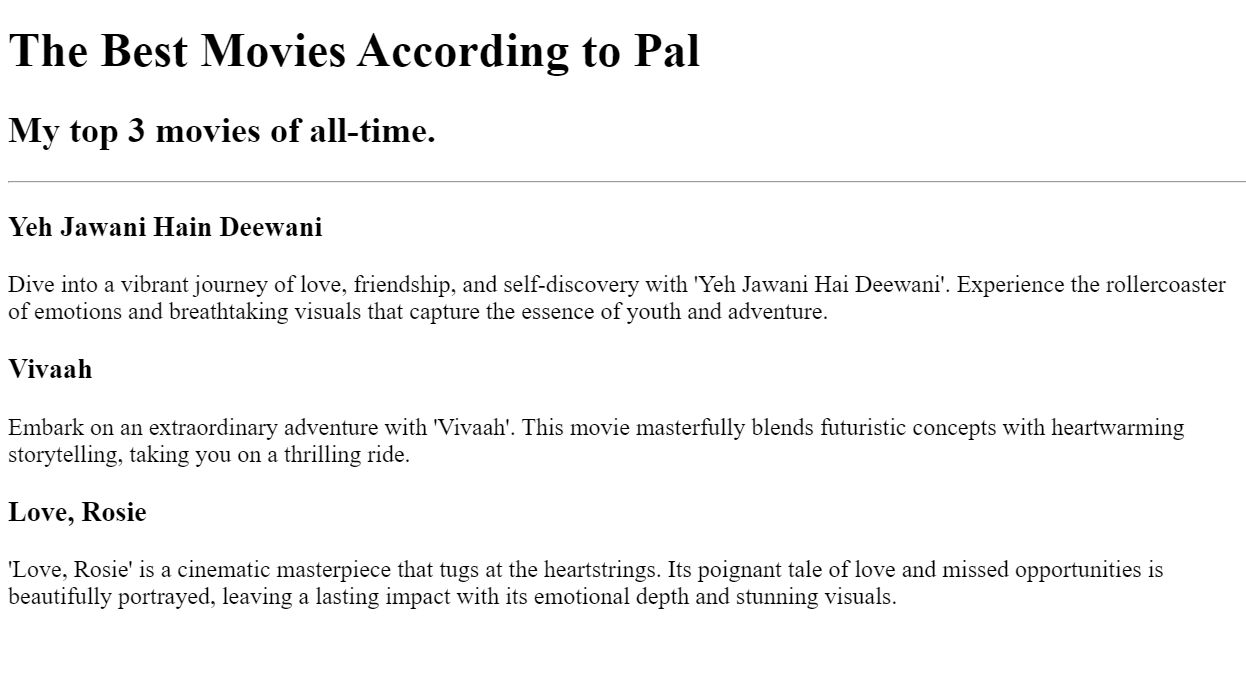 The Best Movies According to Pal
My top 3 movies of all-time.
Yeh Jawani Hain Deewani
Dive into a vibrant journey of love, friendship, and self-discovery with 'Yeh Jawani Hai Deewani'. Experience the rollercoaster
of emotions and breathtaking visuals that capture the essence of youth and adventure.
Vivaah
Embark on an extraordinary adventure with 'Vivaah'. This movie masterfully blends futuristic concepts with heartwarming
storytelling, taking you on a thrilling ride.
Love, Rosie
'Love, Rosie' is a cinematic masterpiece that tugs at the heartstrings. Its poignant tale of love and missed opportunities is
beautifully portrayed, leaving a lasting impact with its emotional depth and stunning visuals.